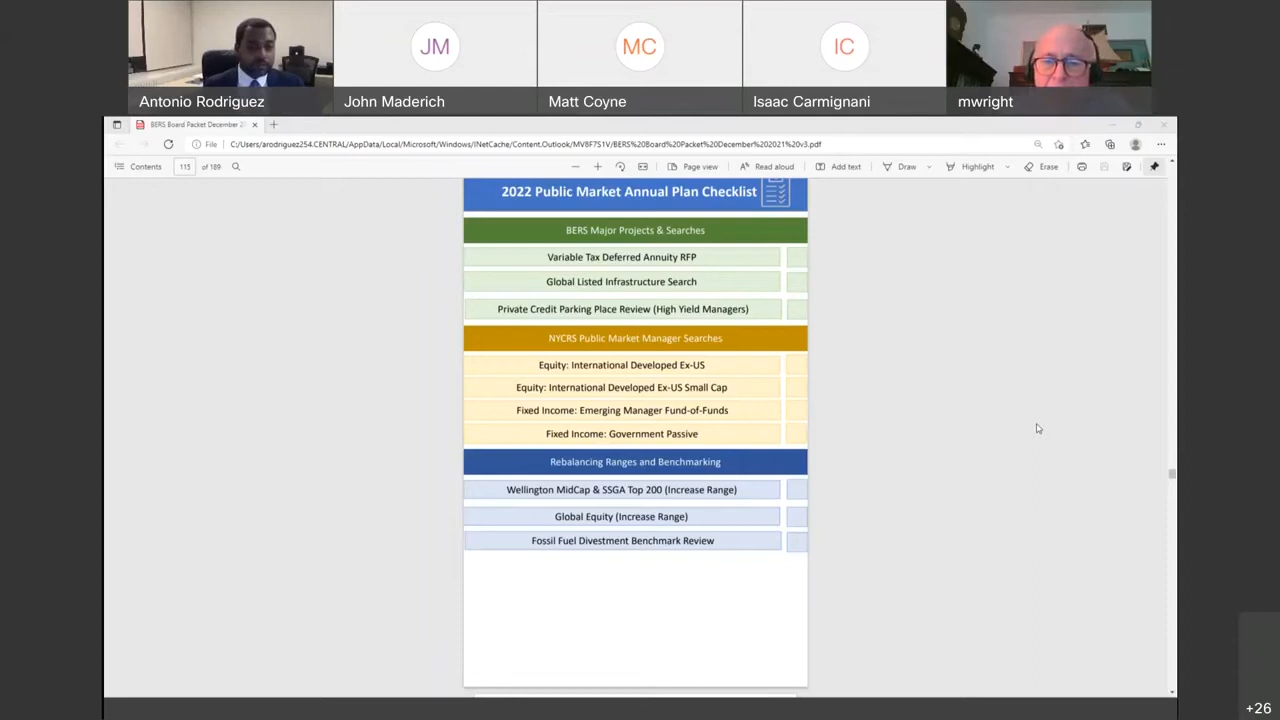 JM
MC
IC
Antonio Rodriguez
John Maderich
Matt Coyne
Isaac Carmignani
mwright
BERS Board Packet December 2
File
C:/Users/arodriguez254.CENTRAL/AppData/Local/Microsoft/Windows/INetCache/Content.Outlook/MV8F7S1V/BERS%20Board%20Packet%20December%202021%20v3.pdf
Contents
115
of 189
Page view
Read aloud
Add text
Draw
Highlight
Erase
2022 Public Market Annual Plan Checklist
BERS Major Projects & Searches
Variable Tax Deferred Annuity RFP
Global Listed Infrastructure Search
Private Credit Parking Place Review (High Yield Managers)
NYCRS Public Market Manager Searches
Equity: International Developed Ex-US
Equity: International Developed Ex-US Small Cap
Fixed Income: Emerging Manager Fund-of-Funds
Fixed Income: Government Passive
Rebalancing Ranges and Benchmarking
Wellington MidCap & SSGA Top 200 (Increase Range)
Global Equity (Increase Range)
Fossil Fuel Divestment Benchmark Review
+26